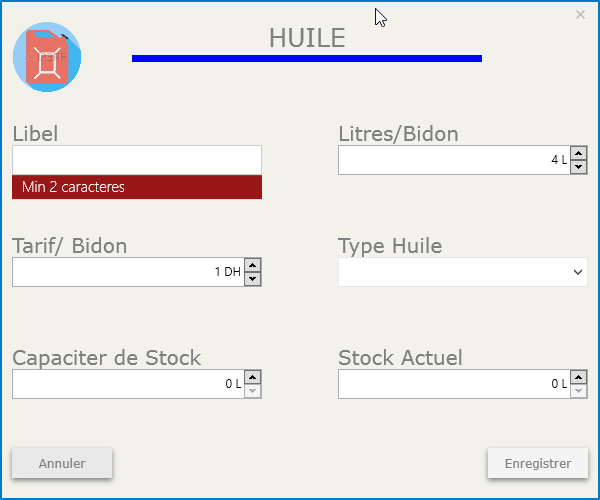 HUILE
Libel
Litres/Bidon
4 L
Min 2 caracteres
Tarif/ Bidon
Type Huile
1 DH
Capaciter de Stock
Stock Actuel
0 L
0 L
Annuler
Enregistrer